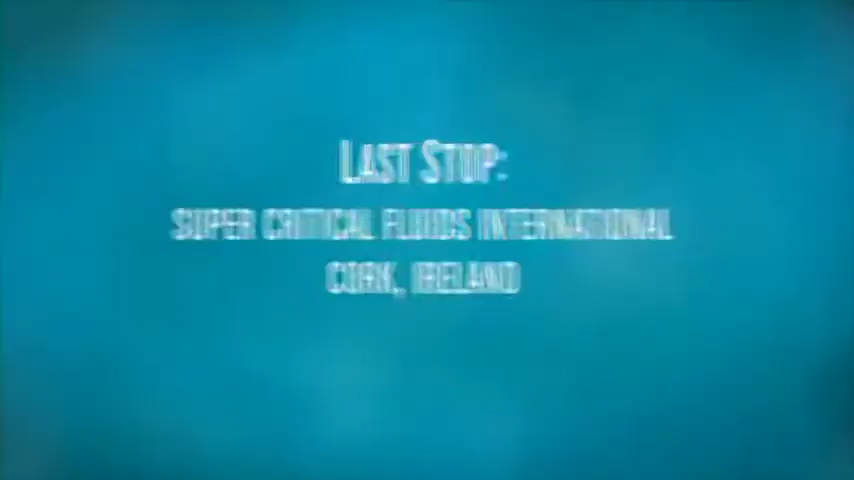 LAST STOP:
SUPER CRITICAL FLUIDS INTERNATIONAL
CORK, IRELAND